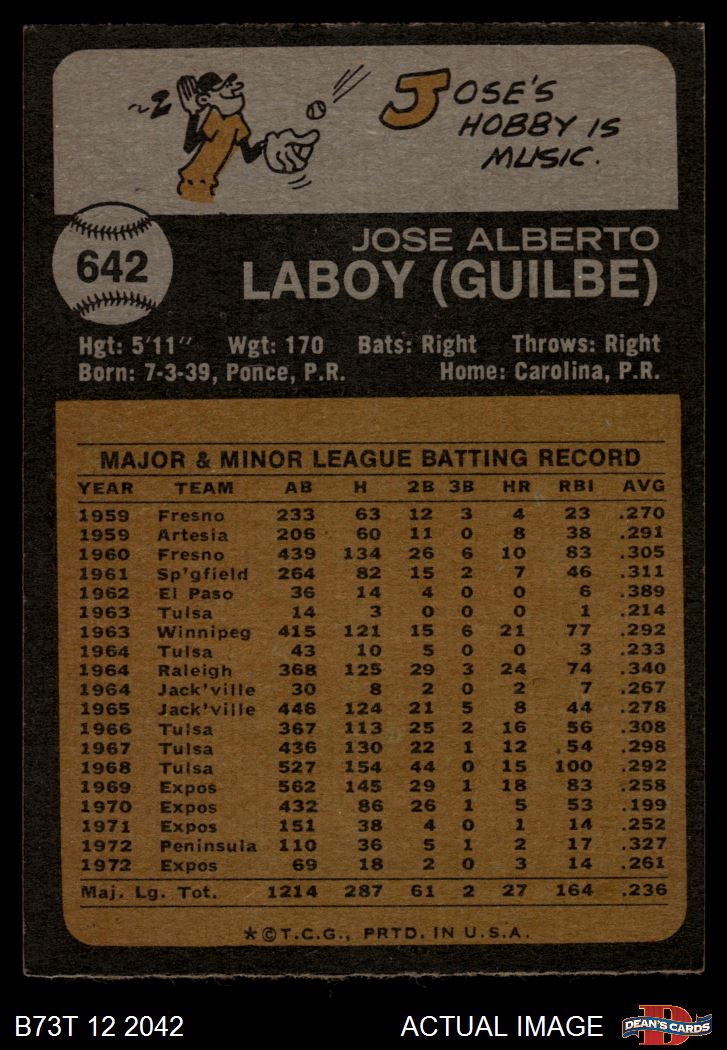 JOSE'S
HOBBY IS
MUSIC.
642
JOSE ALBERTO
LABOY (GUILBE)
Hgt: 5'11" Wgt: 170 Bats: Right Throws: Right
Born: 7-3-39, Ponce, P.R. Home: Carolina, P.R.
MAJOR & MINOR LEAGUE BATTING RECORD
YEAR TEAM AB H 2B 3B HR RBI AVG
1959 Fresno 233 63 12 3 4 23 .270
1959 Artesia 206 60 11 0 8 38 .291
1960 Fresno 439 134 26 6 10 83 .305
1961 Sp'gfield 264 82 15 2 7 46 .311
1962 El Paso 36 14 4 0 0 6 .389
1963 Tulsa 14 3 0 0 0 1 .214
1963 Winnipeg 415 121 15 6 21 77 .292
1964 Tulsa 43 10 5 0 0 3 .233
1964 Raleigh 368 125 29 3 24 74 .340
1964 Jack'ville 30 8 2 0 2 7 .267
1965 Jack'ville 446 124 21 5 8 44 .278
1966 Tulsa 367 113 25 2 16 56 .308
1967 Tulsa 436 130 22 1 12 54 .298
1968 Tulsa 527 154 44 0 15 100 .292
1969 Expos 562 145 29 1 18 83 .258
1970 Expos 432 86 26 1 5 53 .199
1971 Expos 151 38 4 0 1 14 .252
1972 Peninsula 110 36 5 1 2 17 .327
1972 Expos 69 18 2 0 3 14 .261
Maj. Lg. Tot. 1214 287 61 2 27 164 .236
*©T.C.G., PRTD. IN U.S.A.
B73T 12 2042 ACTUAL IMAGE
D
DEAN'S CARDS